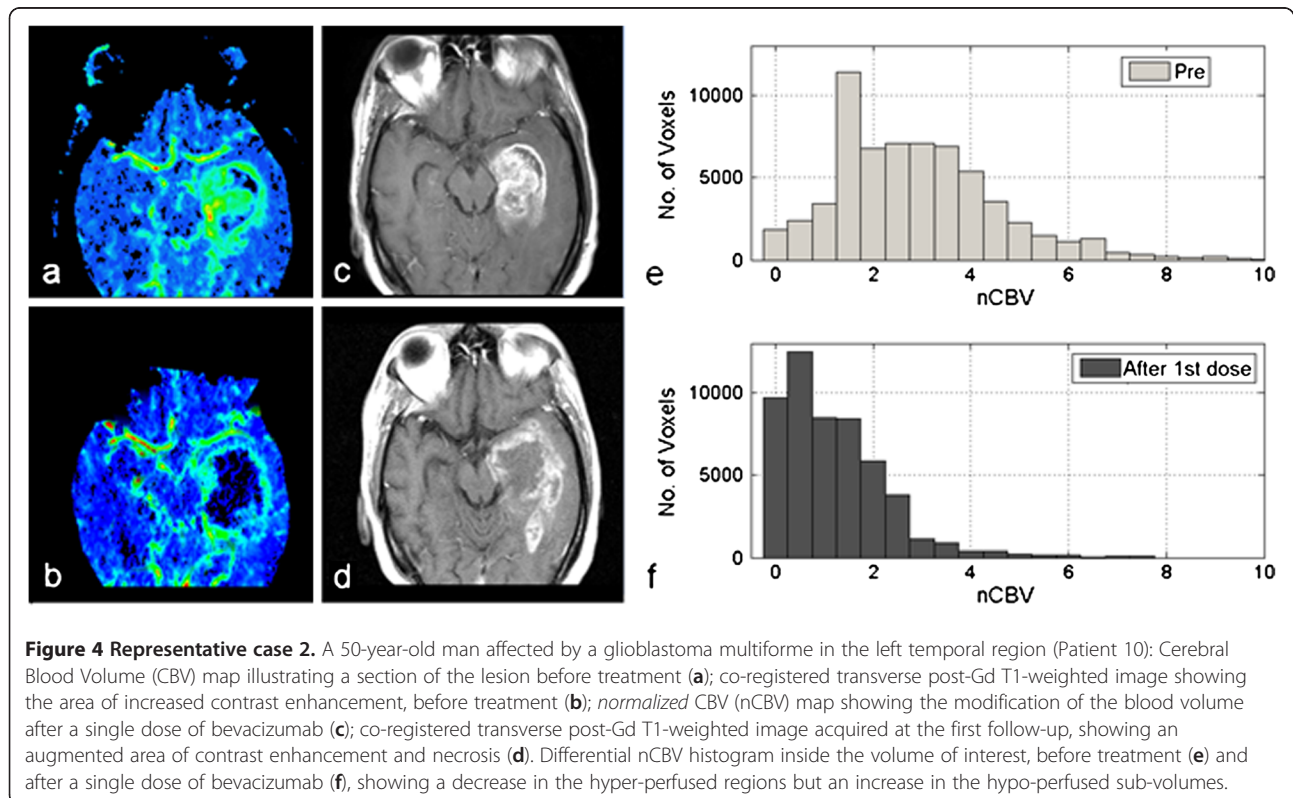 a
c
b
d
e
No. of Voxels
10000
5000
0
Pre
0 2 4 6 8 10
nCBV
f
No. of Voxels
10000
5000
0
After 1st dose
0 2 4 6 8 10
nCBV
Figure 4 Representative case 2. A 50-year-old man affected by a glioblastoma multiforme in the left temporal region (Patient 10): Cerebral
Blood Volume (CBV) map illustrating a section of the lesion before treatment (a); co-registered transverse post-Gd T1-weighted image showing
the area of increased contrast enhancement, before treatment (b); normalized CBV (nCBV) map showing the modification of the blood volume
after a single dose of bevacizumab (c); co-registered transverse post-Gd T1-weighted image acquired at the first follow-up, showing an
augmented area of contrast enhancement and necrosis (d). Differential nCBV histogram inside the volume of interest, before treatment (e) and
after a single dose of bevacizumab (f), showing a decrease in the hyper-perfused regions but an increase in the hypo-perfused sub-volumes.